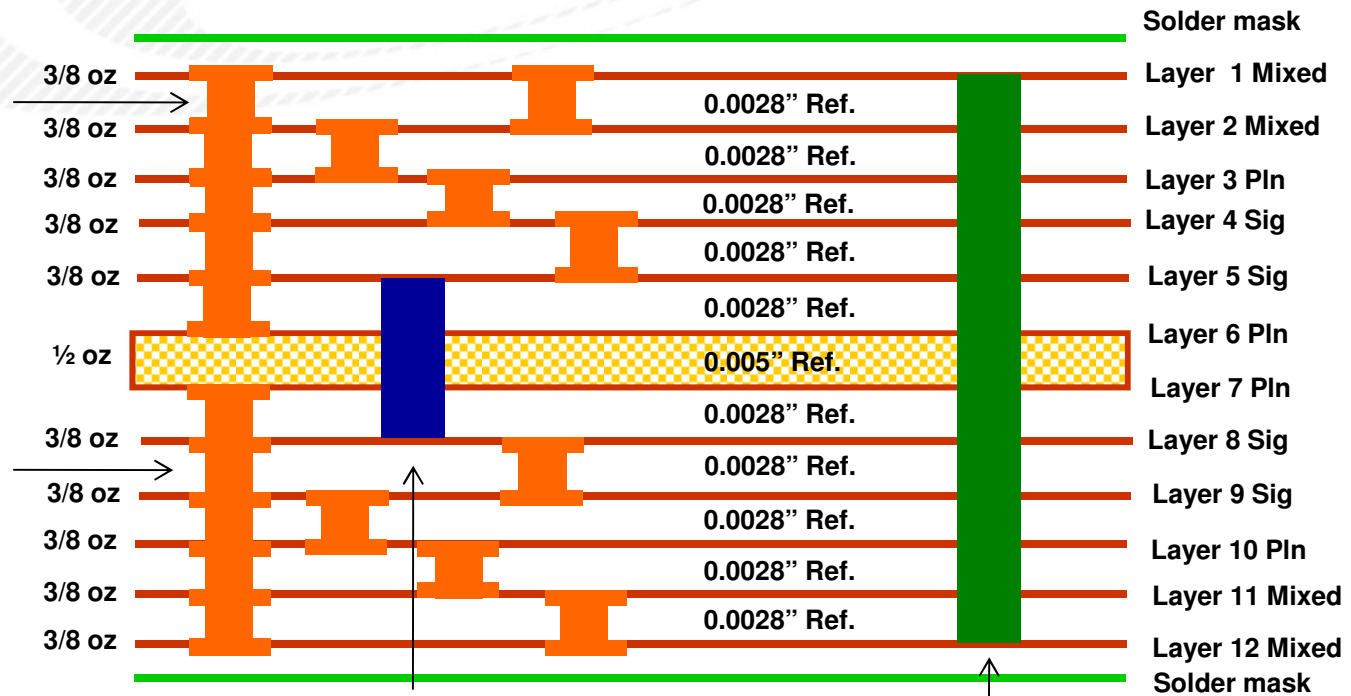 Solder mask
3/8 oz Layer 1 Mixed
0.0028” Ref.
3/8 oz Layer 2 Mixed
0.0028” Ref.
3/8 oz Layer 3 Pln
0.0028” Ref.
3/8 oz Layer 4 Sig
0.0028” Ref.
3/8 oz Layer 5 Sig
0.0028” Ref.
Layer 6 Pln
½ oz 0.005” Ref.
Layer 7 Pln
0.0028” Ref.
3/8 oz Layer 8 Sig
0.0028” Ref.
3/8 oz Layer 9 Sig
0.0028” Ref.
3/8 oz Layer 10 Pln
0.0028” Ref.
3/8 oz Layer 11 Mixed
0.0028” Ref.
3/8 oz Layer 12 Mixed
Solder mask